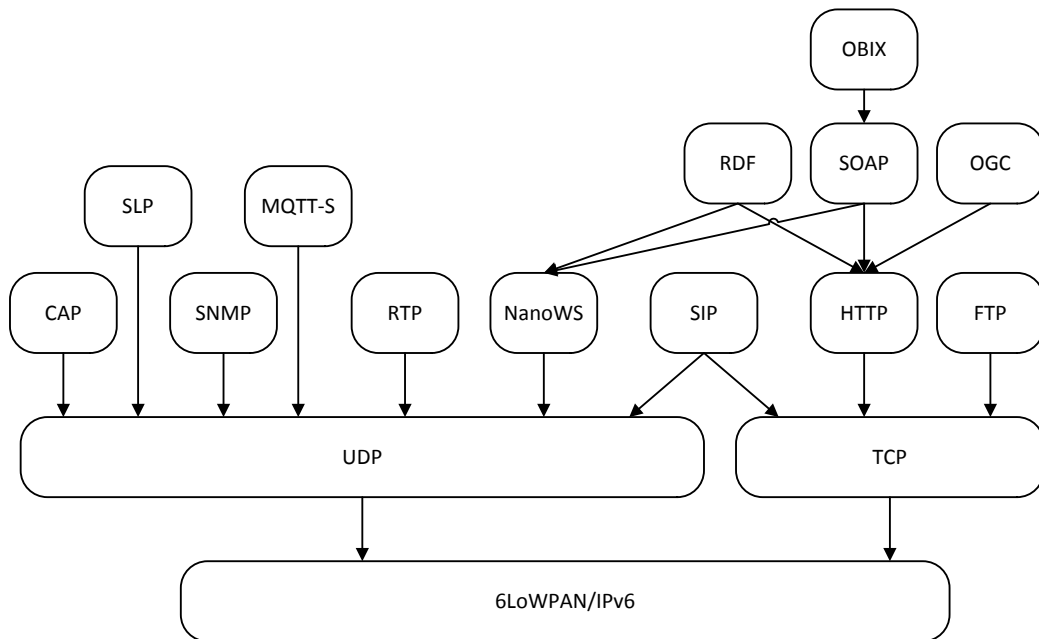 OBIX
RDF
SOAP
OGC
SLP
MQTT-S
CAP
SNMP
RTP
NanoWS
SIP
HTTP
FTP
UDP
TCP
6LoWPAN/IPv6